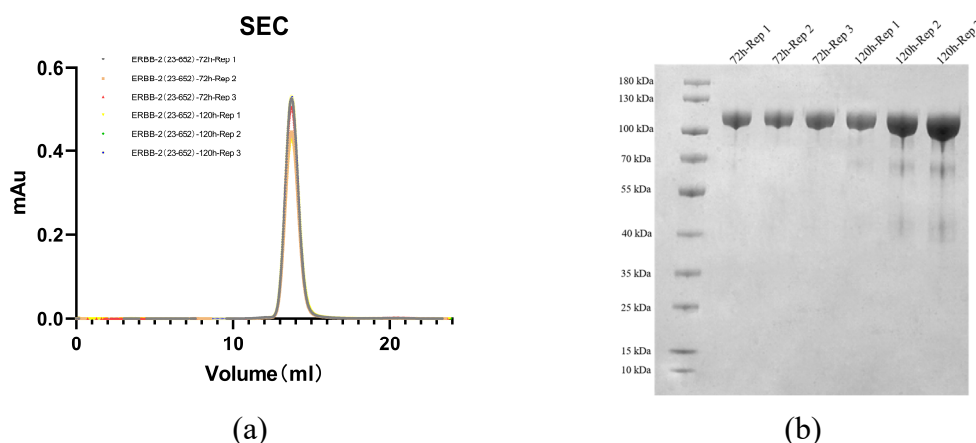 SEC
ERBB-2(23-652)-72h-Rep 1
ERBB-2(23-652)-72h-Rep 2
ERBB-2(23-652)-72h-Rep 3
ERBB-2(23-652)-120h-Rep 1
ERBB-2(23-652)-120h-Rep 2
ERBB-2(23-652)-120h-Rep 3
0.6
0.4
0.2
0.0
mAu
0
10
20
Volume(ml)
(a)
72h-Rep 1
72h-Rep 2
72h-Rep 3
120h-Rep 1
120h-Rep 2
120h-Rep
180 kDa
130 kDa
100 kDa
70 kDa
55 kDa
40 kDa
35 kDa
25 kDa
15 kDa
10 kDa
(b)